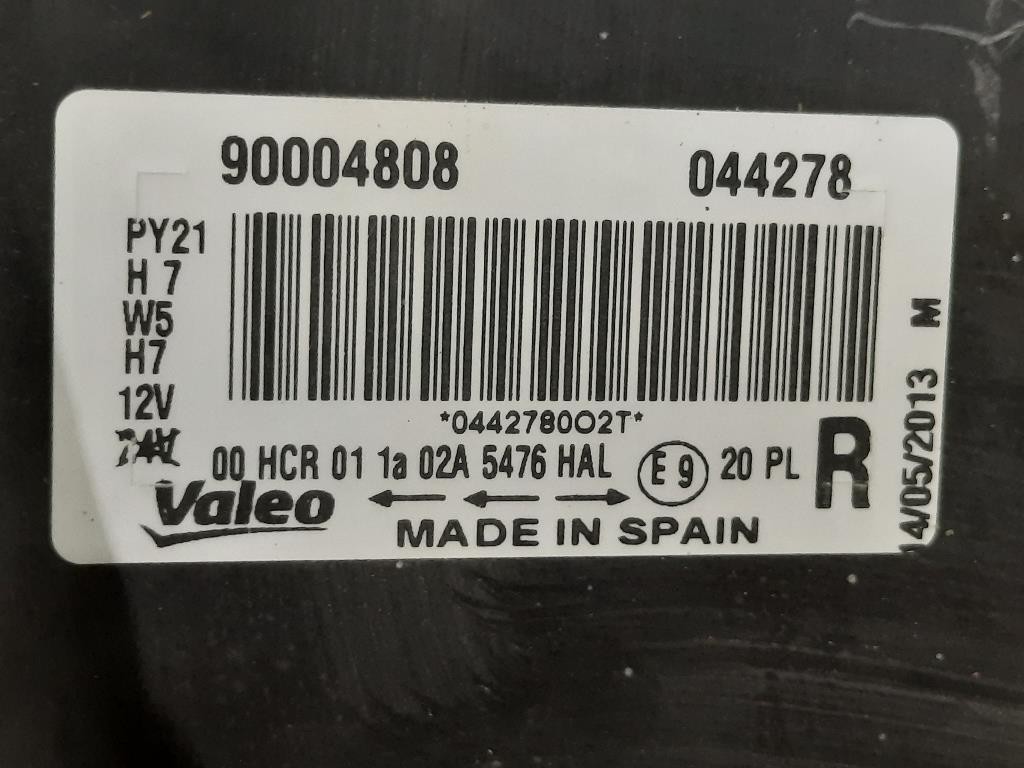 90004808 044278
PY21
H 7
W5
H7
12V
*044278002T*
00 HCR 01 1a 02A 5476 HAL E 9 20 PL R
Valeo
MADE IN SPAIN
14/05/2013 M